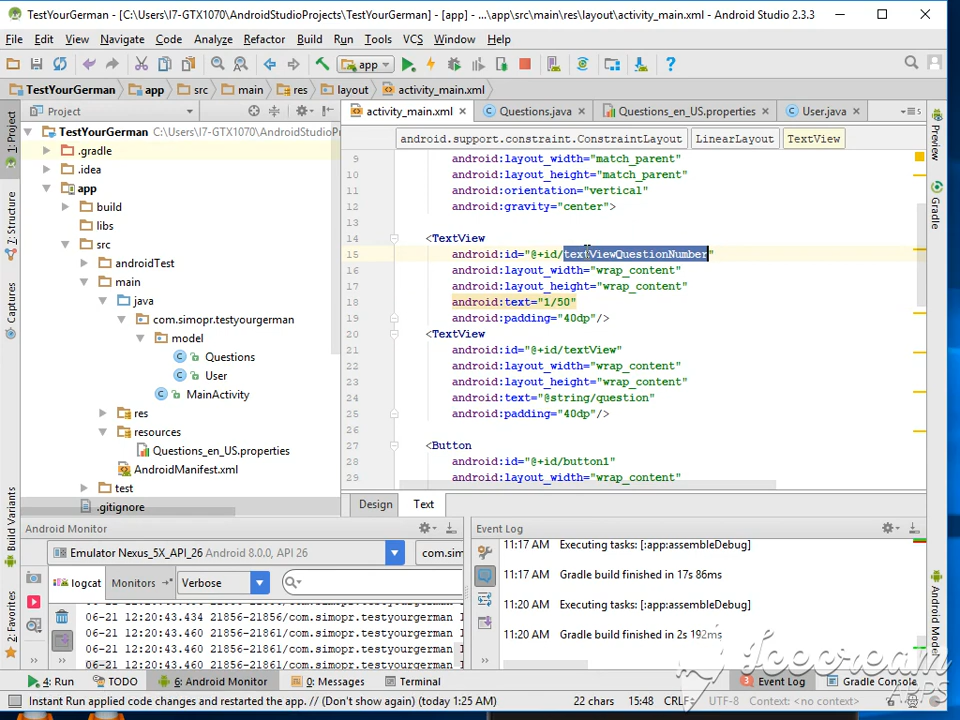 TestYourGerman - [C:\Users\I7-GTX1070\AndroidStudioProjects\TestYourGerman] - [app] - ...\app\src\main\res\layout\activity_main.xml - Android Studio 2.3.3
File Edit View Navigate Code Analyze Refactor Build Run Tools VCS Window Help
app
TestYourGerman app src main res layout activity_main.xml
Project
activity_main.xml Questions.java Questions_en_US.properties User.java
1: Project
7: Structure
Captures
Build Variants
2: Favorites
TestYourGerman C:\Users\I7-GTX1070\AndroidStudioPr
.gradle
.idea
app
build
libs
src
androidTest
main
java
com.simopr.testyourgerman
model
Questions
User
MainActivity
res
resources
Questions_en_US.properties
AndroidManifest.xml
test
.gitignore
android.support.constraint.ConstraintLayout LinearLayout TextView
9 android:layout_width="match_parent"
10 android:layout_height="match_parent"
11 android:orientation="vertical"
12 android:gravity="center">
13
14 <TextView
15 android:id="@+id/textViewQuestionNumber"
16 android:layout_width="wrap_content"
17 android:layout_height="wrap_content"
18 android:text="1/50"
19 android:padding="40dp"/>
20 <TextView
21 android:id="@+id/textView"
22 android:layout_width="wrap_content"
23 android:layout_height="wrap_content"
24 android:text="@string/question"
25 android:padding="40dp"/>
26
27 <Button
28 android:id="@+id/button1"
29 android:layout_width="wrap_content"
Design Text
Preview
Gradle
Android Model
Android Monitor
Emulator Nexus_5X_API_26 Android 8.0.0, API 26 com.sim
logcat Monitors Verbose
06-21 12:20:43.434 21856-21861/com.simopr.testyourgerman I
06-21 12:20:43.460 21856-21861/com.simopr.testyourgerman I
06-21 12:20:43.460 21856-21861/com.simopr.testyourgerman I
Event Log
11:17 AM Executing tasks: [:app:assembleDebug]
11:17 AM Gradle build finished in 17s 86ms
11:20 AM Executing tasks: [:app:assembleDebug]
11:20 AM Gradle build finished in 2s 192ms
4: Run TODO 6: Android Monitor 0: Messages Terminal 3 Event Log Gradle Console
Instant Run applied code changes and restarted the app. // (Don't show again) (today 1:25 AM) 22 chars 15:48 CRLF UTF-8 Context: <no context>
Icecream
APPS